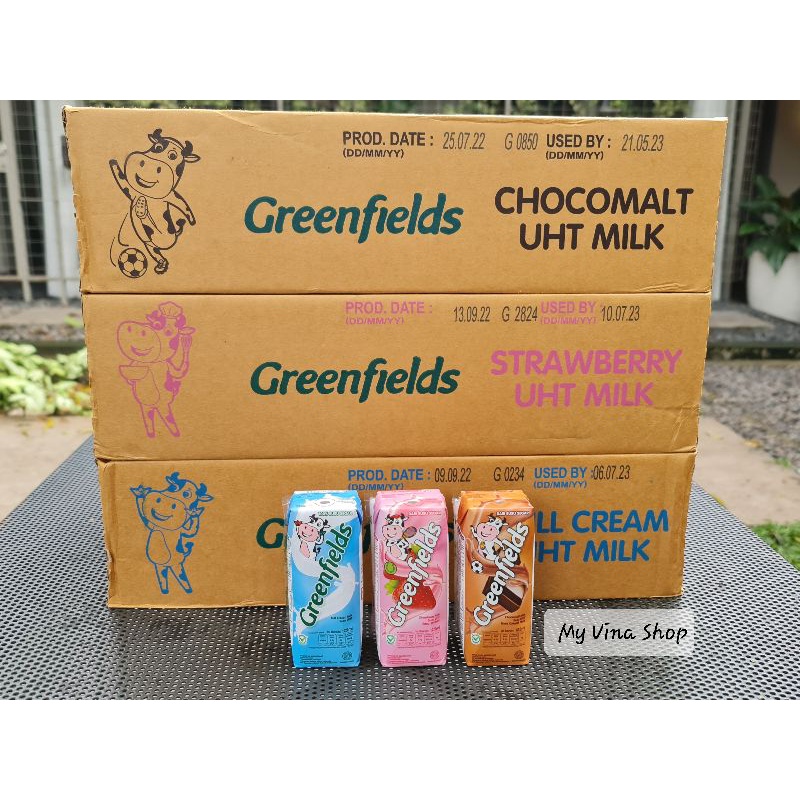 PROD. DATE : 25.07.22 G 0850 USED BY : 21.05.23
(DD/MM/YY) (DD/MM/YY)
Greenfields
CHOCOMALT
UHT MILK
PROD. DATE : 13.09.22 G 2824 USED BY 10.07.23
(DD/MM/YY) (DD/MM/YY)
Greenfields
STRAWBERRY
UHT MILK
PROD. DATE : 09.09.22 G 0234 USED BY :06.07.23
(DD/MM/YY) (DD/MM/YY)
LL CREAM
UHT MILK
Greenfields
Greenfields
Greenfields
My Vina Shop